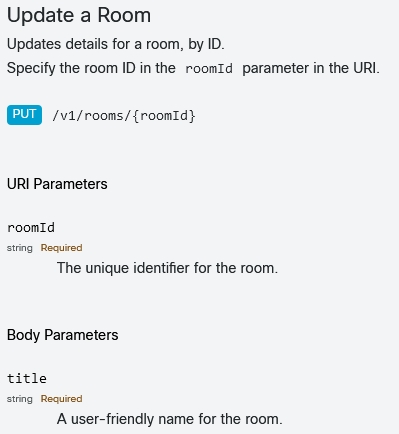 Update a Room
Updates details for a room, by ID.
Specify the room ID in the roomId parameter in the URI.
PUT /v1/rooms/{roomId}
URI Parameters
roomId
string Required
The unique identifier for the room.
Body Parameters
title
string Required
A user-friendly name for the room.